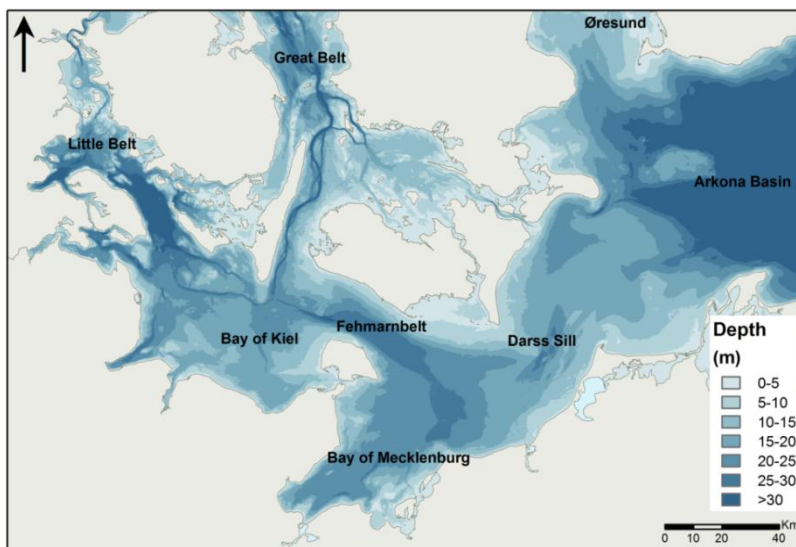 Øresund
Great Belt
Little Belt
Arkona Basin
Fehmarnbelt
Bay of Kiel
Darss Sill
Bay of Mecklenburg
Depth
(m)
0-5
5-10
10-15
15-20
20-25
25-30
>30
Km
0 10 20 40